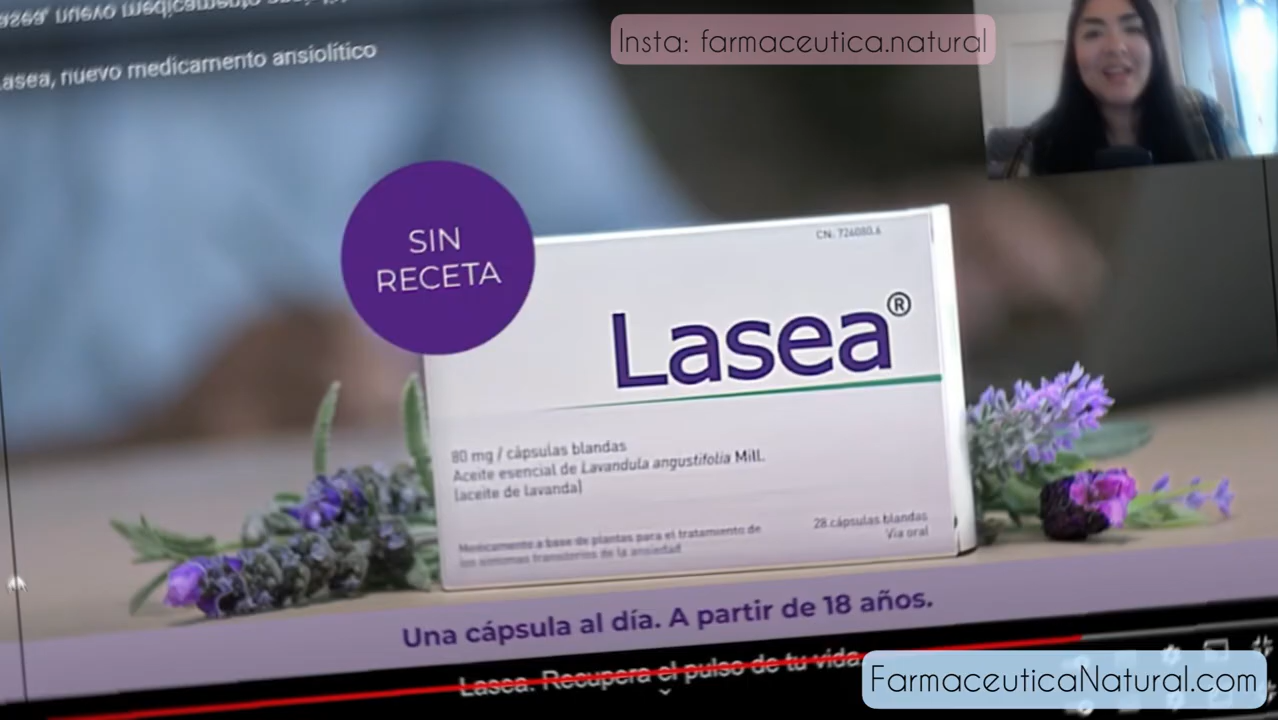 Lasea, nuevo medicamento ansiolítico
Insta: farmaceutica.natural
SIN
RECETA
CN: 724080.6
Lasea®
80 mg / cápsulas blandas
Aceite esencial de Lavandula angustifolia Mill.
(aceite de lavanda)
Medicamento a base de plantas para el tratamiento de
los síntomas transitorios de la ansiedad
28 cápsulas blandas
Vía oral
Una cápsula al día. A partir de 18 años.
Lasea. Recupera el pulso de tu vida
FarmaceuticaNatural.com